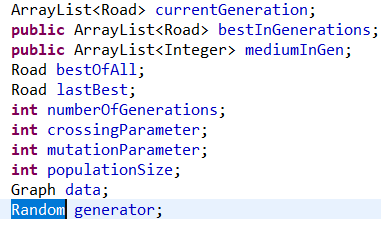 ArrayList<Road> currentGeneration;
public ArrayList<Road> bestInGenerations;
public ArrayList<Integer> mediumInGen;
Road bestOfAll;
Road lastBest;
int numberOfGenerations;
int crossingParameter;
int mutationParameter;
int populationSize;
Graph data;
Random generator;